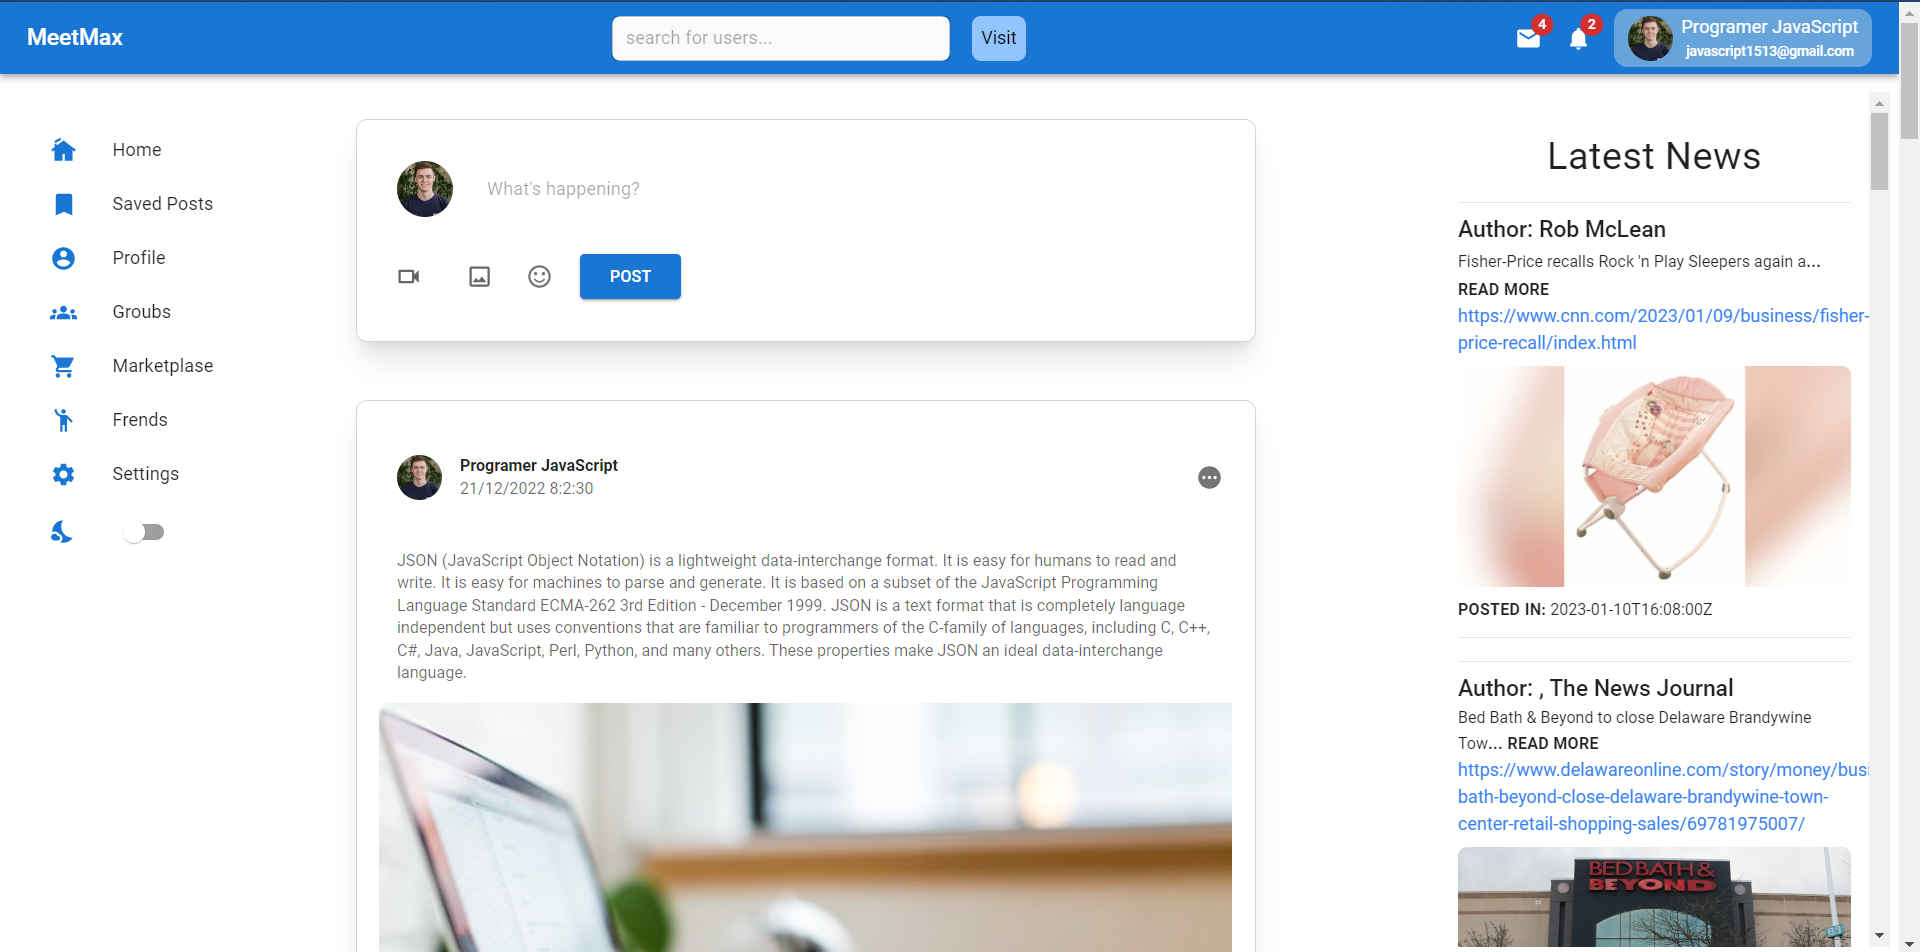 MeetMax
search for users...
Visit
4
2
Programer JavaScript
javascript1513@gmail.com
Home
Saved Posts
Profile
Groubs
Marketplase
Frends
Settings
What's happening?
POST
Programer JavaScript
21/12/2022 8:2:30
JSON (JavaScript Object Notation) is a lightweight data-interchange format. It is easy for humans to read and
write. It is easy for machines to parse and generate. It is based on a subset of the JavaScript Programming
Language Standard ECMA-262 3rd Edition - December 1999. JSON is a text format that is completely language
independent but uses conventions that are familiar to programmers of the C-family of languages, including C, C++,
C#, Java, JavaScript, Perl, Python, and many others. These properties make JSON an ideal data-interchange
language.
Latest News
Author: Rob McLean
Fisher-Price recalls Rock 'n Play Sleepers again a...
READ MORE
https://www.cnn.com/2023/01/09/business/fisher-
price-recall/index.html
POSTED IN: 2023-01-10T16:08:00Z
Author: , The News Journal
Bed Bath & Beyond to close Delaware Brandywine
Tow... READ MORE
https://www.delawareonline.com/story/money/busi
bath-beyond-close-delaware-brandywine-town-
center-retail-shopping-sales/69781975007/
BED BATH &
BEYOND